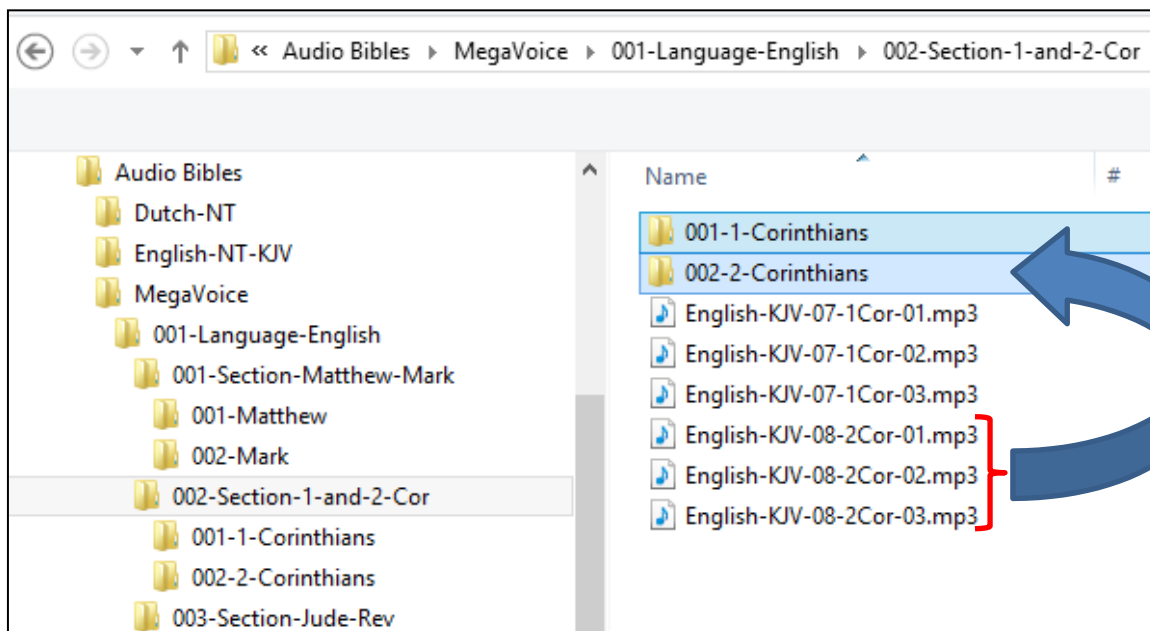 « Audio Bibles ▸ MegaVoice ▸ 001-Language-English ▸ 002-Section-1-and-2-Cor
Audio Bibles
Dutch-NT
English-NT-KJV
MegaVoice
001-Language-English
001-Section-Matthew-Mark
001-Matthew
002-Mark
002-Section-1-and-2-Cor
001-1-Corinthians
002-2-Corinthians
003-Section-Jude-Rev
Name #
001-1-Corinthians
002-2-Corinthians
English-KJV-07-1Cor-01.mp3
English-KJV-07-1Cor-02.mp3
English-KJV-07-1Cor-03.mp3
English-KJV-08-2Cor-01.mp3
English-KJV-08-2Cor-02.mp3
English-KJV-08-2Cor-03.mp3